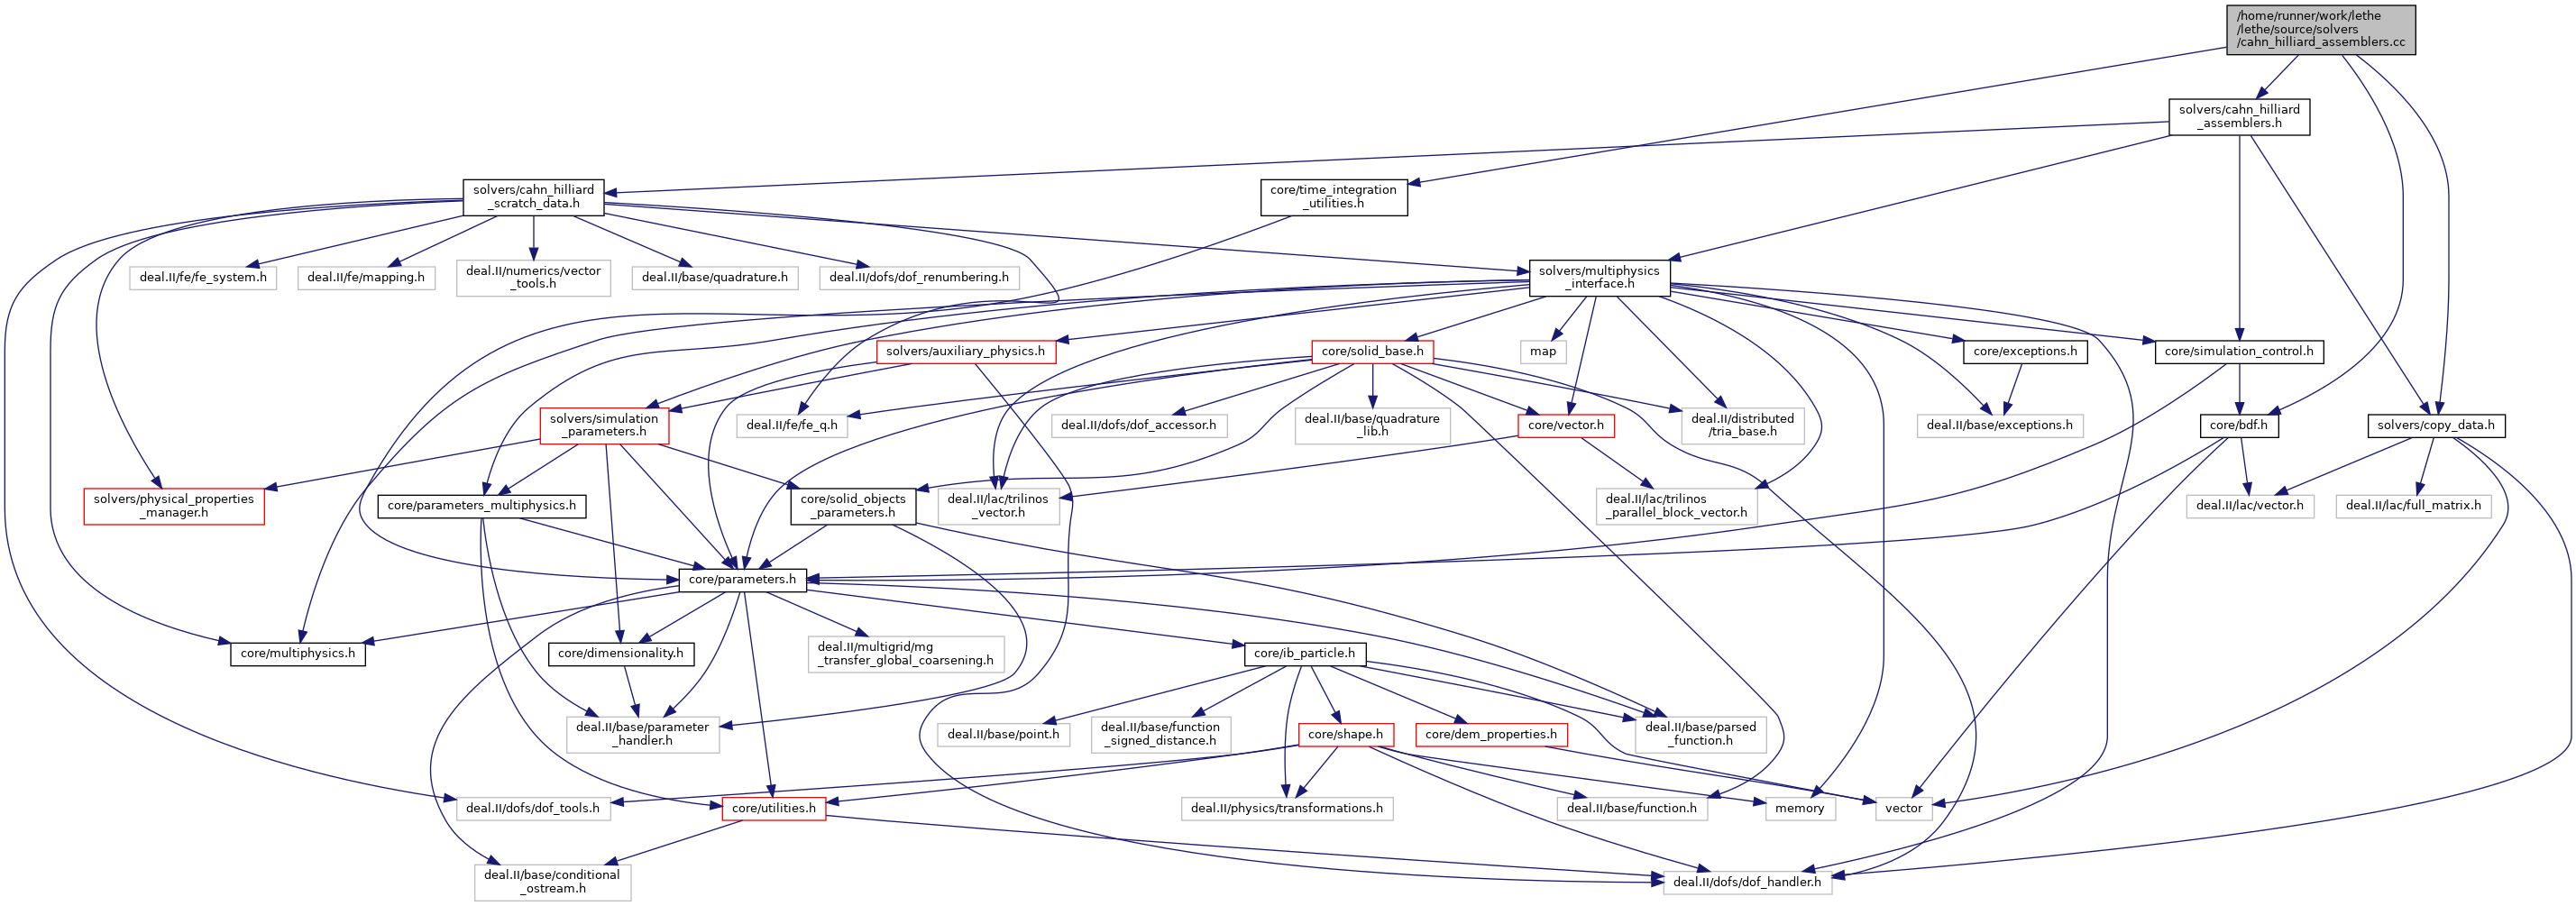 /home/runner/work/lethe
/lethe/source/solvers
/cahn_hilliard_assemblers.cc
solvers/cahn_hilliard
_assemblers.h
solvers/cahn_hilliard
_scratch_data.h
core/time_integration
_utilities.h
deal.II/fe/fe_system.h
deal.II/fe/mapping.h
deal.II/numerics/vector
_tools.h
deal.II/base/quadrature.h
deal.II/dofs/dof_renumbering.h
solvers/multiphysics
_interface.h
solvers/auxiliary_physics.h
core/solid_base.h
map
core/exceptions.h
core/simulation_control.h
solvers/simulation
_parameters.h
deal.II/fe/fe_q.h
deal.II/dofs/dof_accessor.h
deal.II/base/quadrature
_lib.h
core/vector.h
deal.II/distributed
/tria_base.h
deal.II/base/exceptions.h
core/bdf.h
solvers/copy_data.h
solvers/physical_properties
_manager.h
core/parameters_multiphysics.h
core/solid_objects
_parameters.h
deal.II/lac/trilinos
_vector.h
deal.II/lac/trilinos
_parallel_block_vector.h
deal.II/lac/vector.h
deal.II/lac/full_matrix.h
core/parameters.h
core/multiphysics.h
core/dimensionality.h
deal.II/multigrid/mg
_transfer_global_coarsening.h
core/ib_particle.h
deal.II/base/parameter
_handler.h
deal.II/base/point.h
deal.II/base/function
_signed_distance.h
core/shape.h
core/dem_properties.h
deal.II/base/parsed
_function.h
deal.II/dofs/dof_tools.h
core/utilities.h
deal.II/physics/transformations.h
deal.II/base/function.h
memory
vector
deal.II/base/conditional
_ostream.h
deal.II/dofs/dof_handler.h